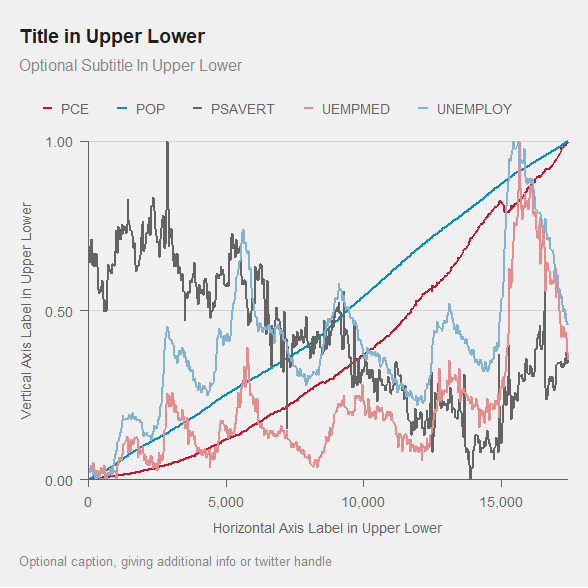 Title in Upper Lower
Optional Subtitle In Upper Lower
PCE POP PSAVERT UEMPMED UNEMPLOY
1.00
0.50
0.00
Vertical Axis Label in Upper Lower
0 5,000 10,000 15,000
Horizontal Axis Label in Upper Lower
Optional caption, giving additional info or twitter handle